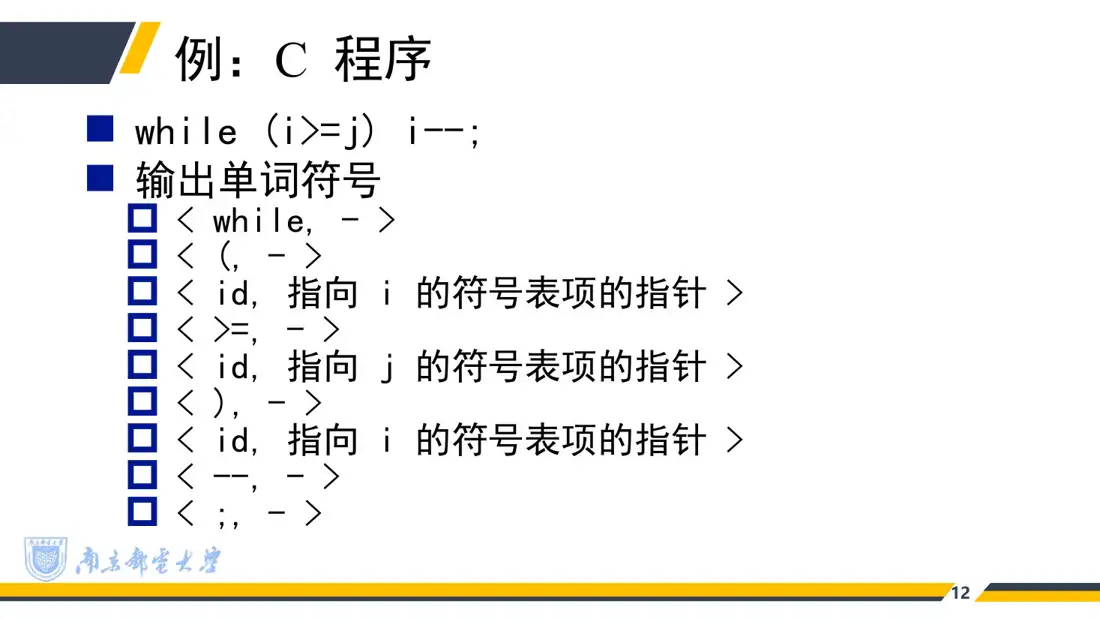 例：C 程序
while (i>=j) i--;
输出单词符号
< while, - >
< (, - >
< id, 指向 i 的符号表项的指针 >
< >=, - >
< id, 指向 j 的符号表项的指针 >
< ), - >
< id, 指向 i 的符号表项的指针 >
< --, - >
< ;, - >
南京邮电大学
12